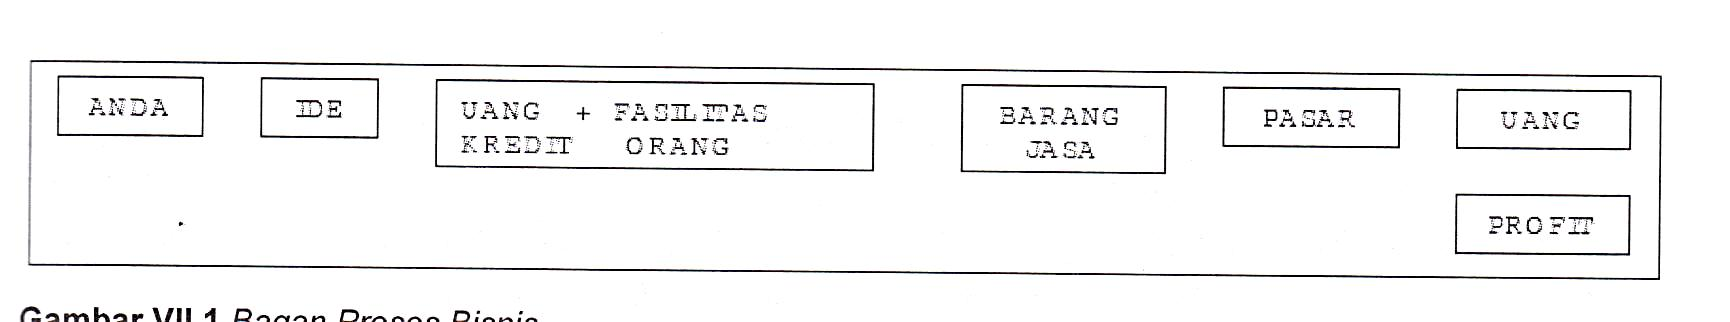 ANDA
IDE
UANG + FASILITAS
KREDIT ORANG
BARANG
JASA
PASAR
UANG
PROFIT
Gambar VII.1 Bagan Proses Bisnis